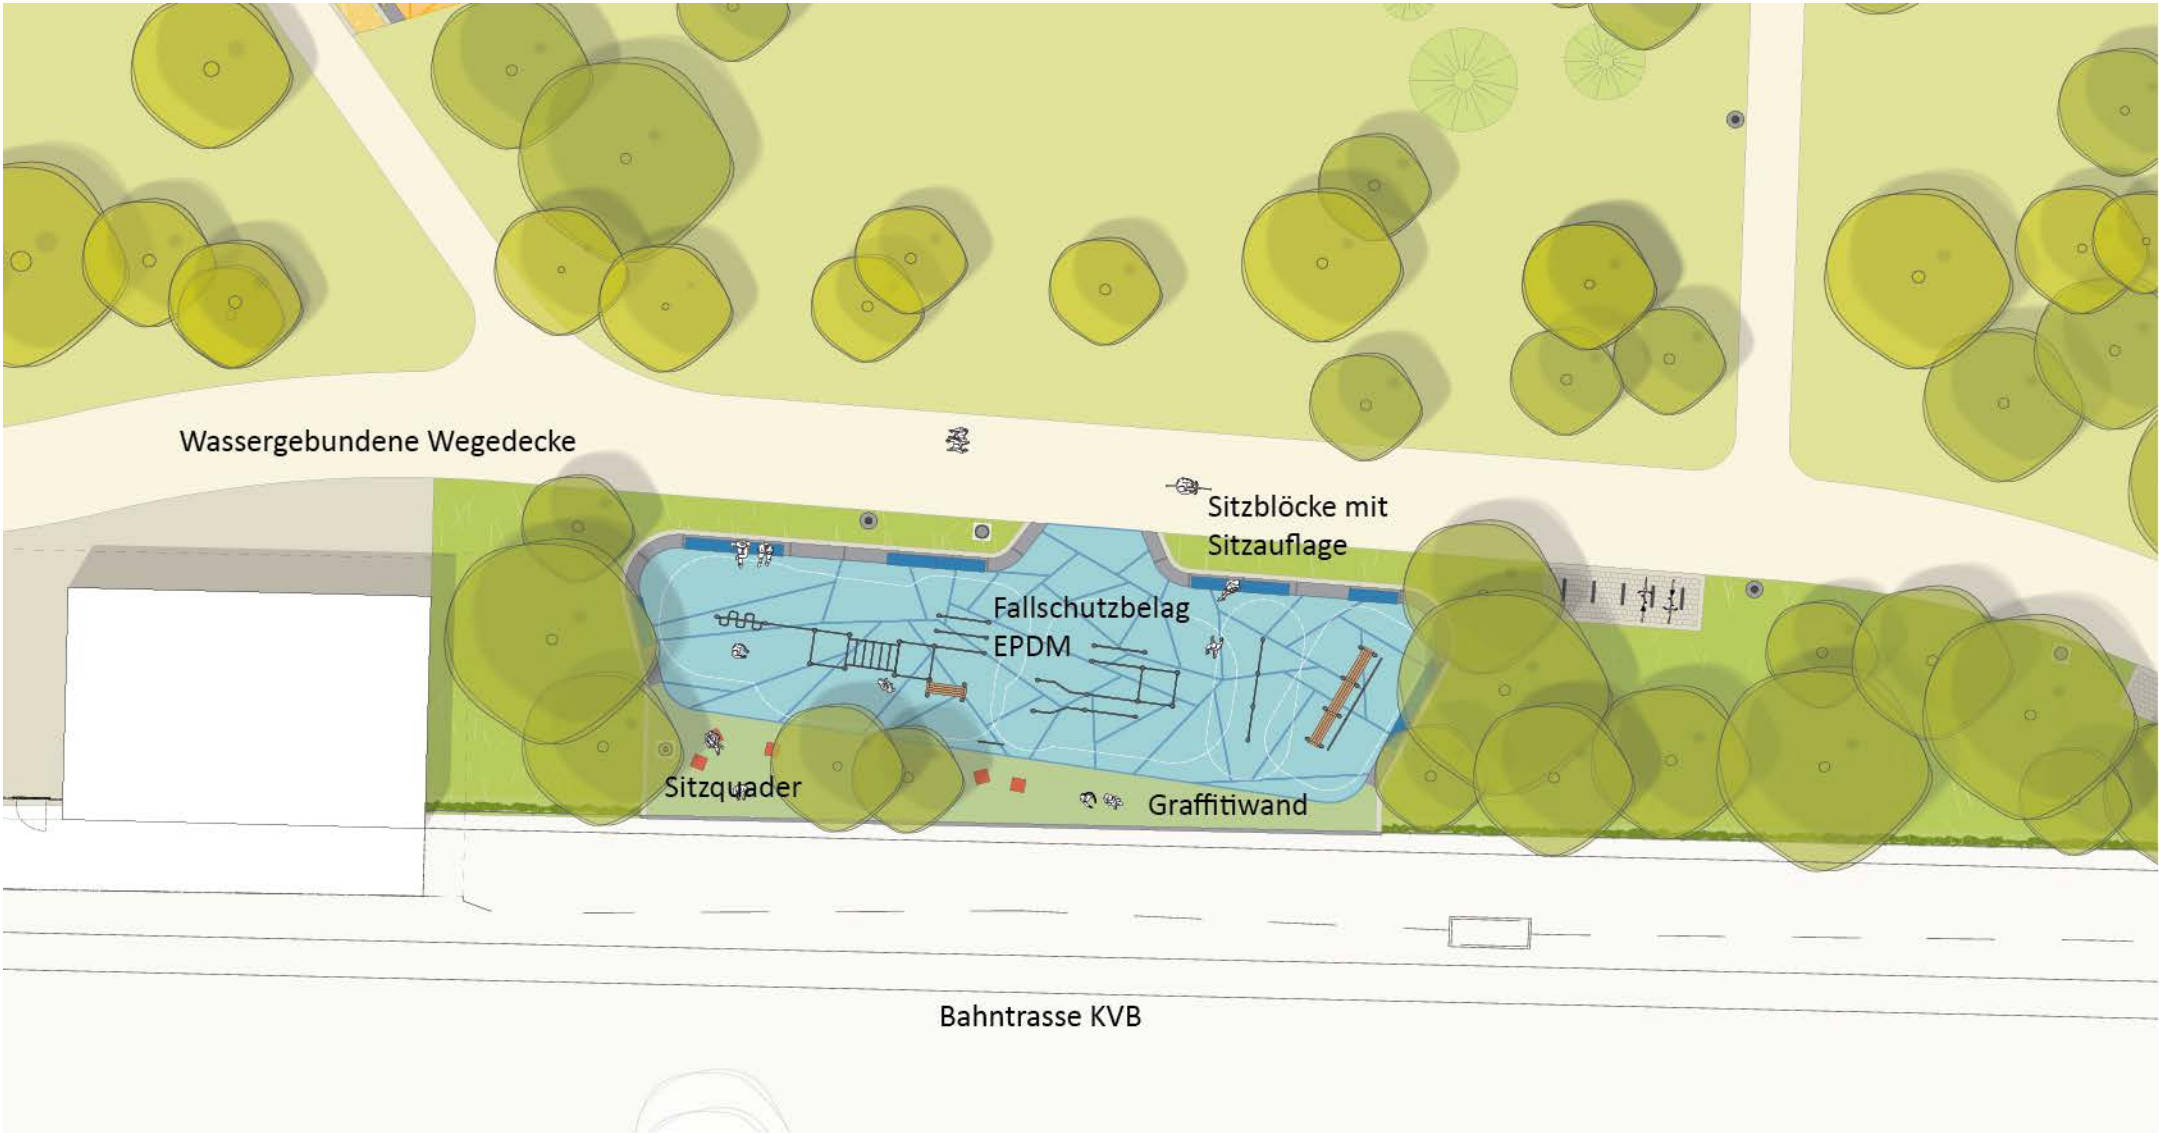 Wassergebundene Wegedecke
Sitzblöcke mit
Sitzauflage
Fallschutzbelag
EPDM
Sitzquader
Graffitiwand
Bahntrasse KVB